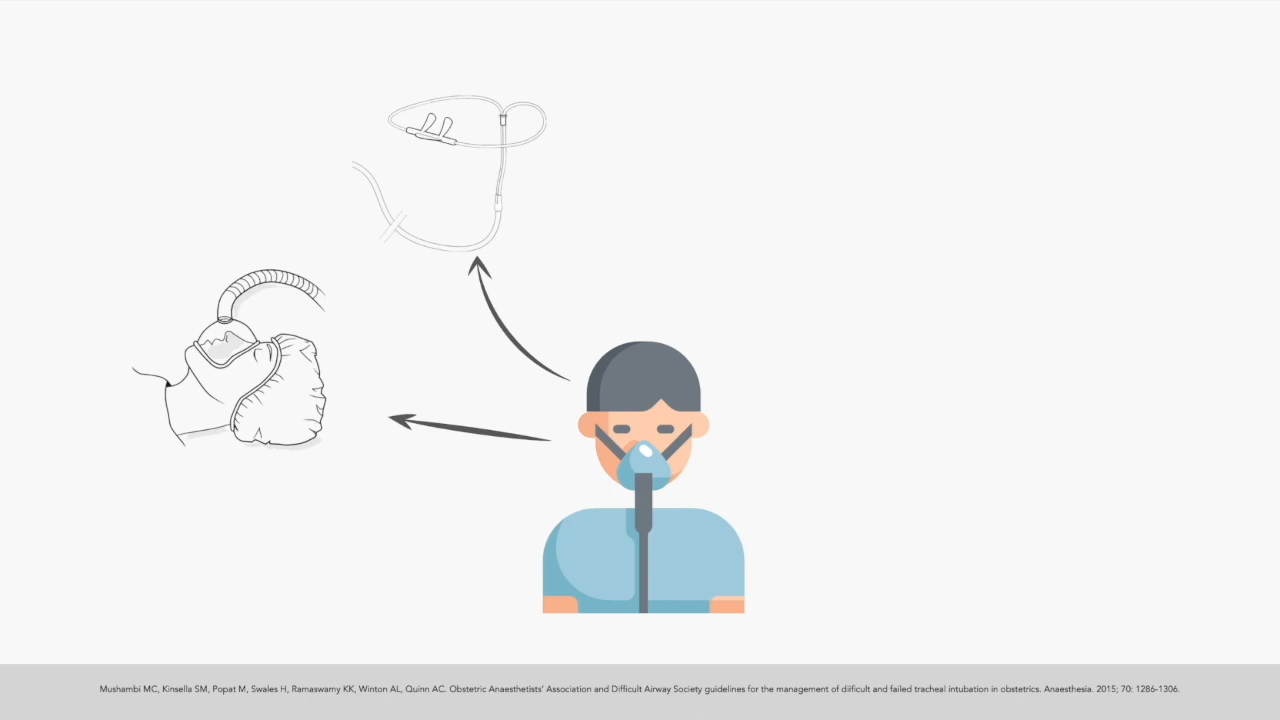 Mushambi MC, Kinsella SM, Popat M, Swales H, Ramaswamy KK, Winton AL, Quinn AC. Obstetric Anaesthetists' Association and Difficult Airway Society guidelines for the management of difficult and failed tracheal intubation in obstetrics. Anaesthesia. 2015; 70: 1286-1306.